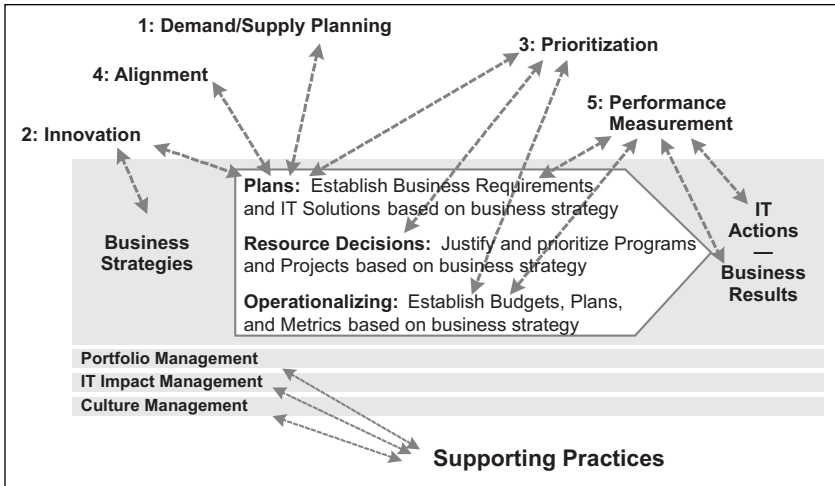 1: Demand/Supply Planning
3: Prioritization
4: Alignment
5: Performance
Measurement
2: Innovation
Plans: Establish Business Requirements
and IT Solutions based on business strategy
Business
Strategies
Resource Decisions: Justify and prioritize Programs
and Projects based on business strategy
Operationalizing: Establish Budgets, Plans,
and Metrics based on business strategy
IT
Actions
—
Business
Results
Portfolio Management
IT Impact Management
Culture Management
Supporting Practices